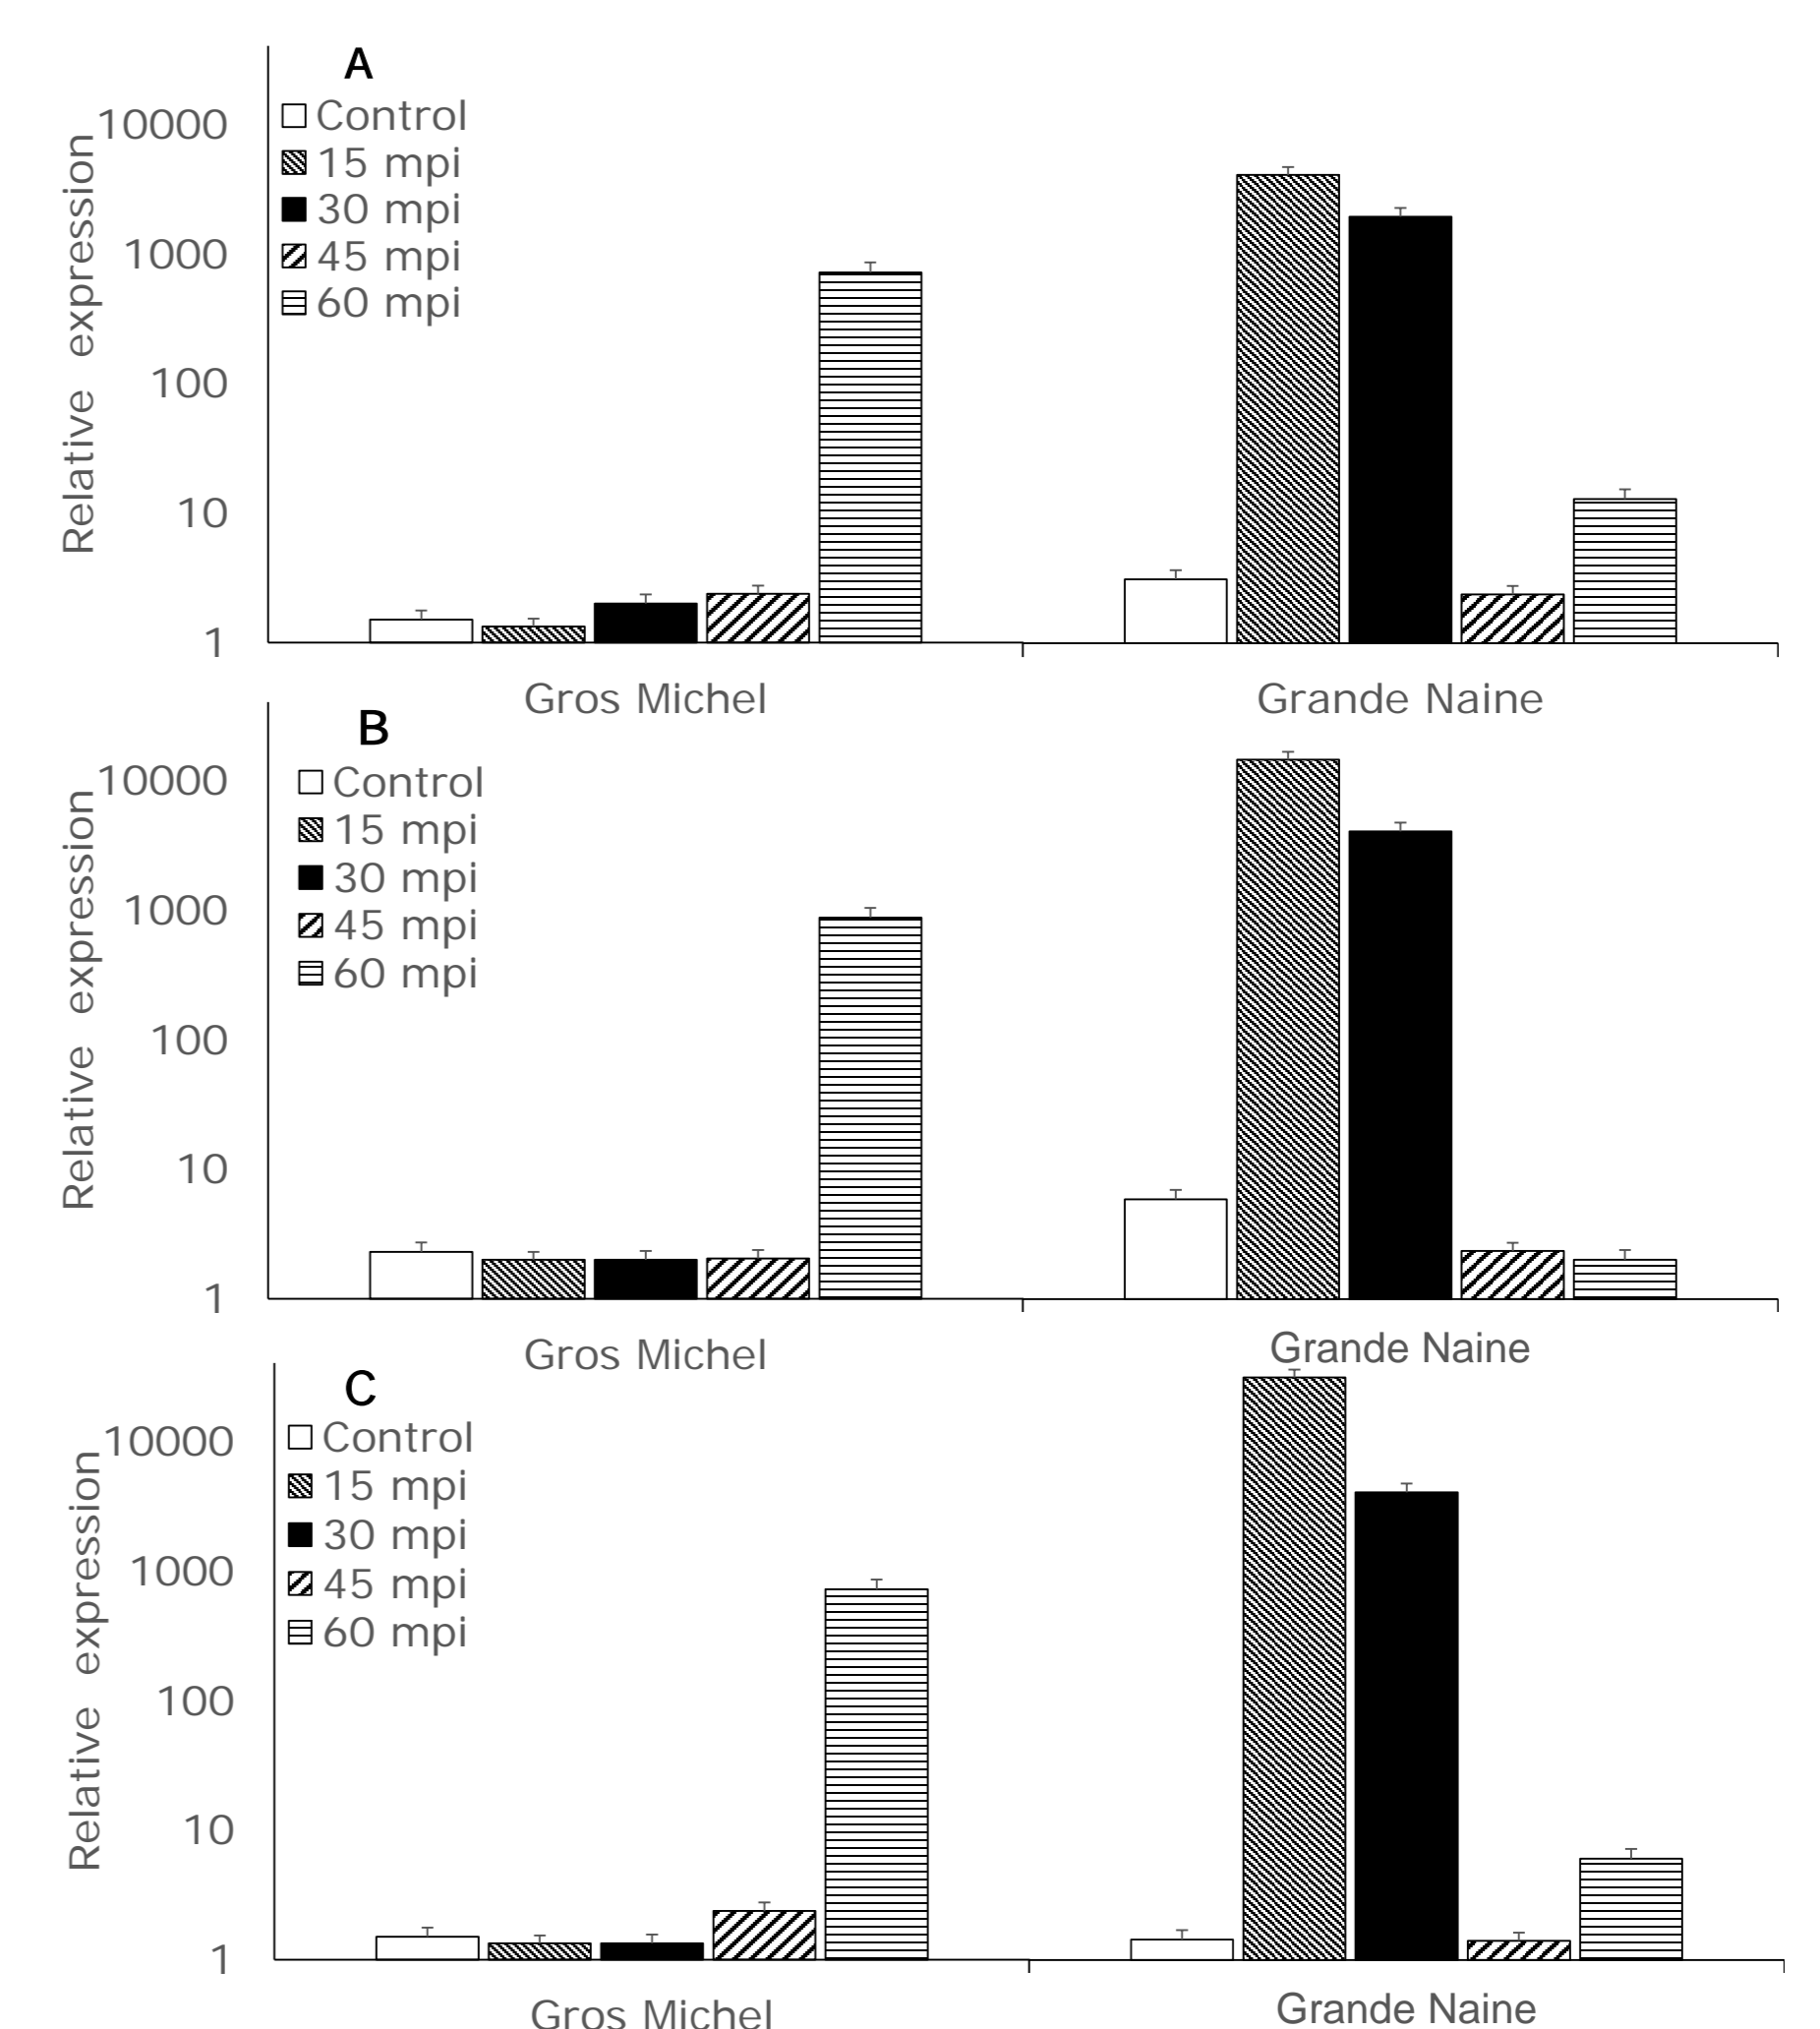 A
Control
15 mpi
30 mpi
45 mpi
60 mpi
Relative expression
10000
1000
100
10
1
Gros Michel
Grande Naine
B
Control
15 mpi
30 mpi
45 mpi
60 mpi
Relative expression
10000
1000
100
10
1
Gros Michel
Grande Naine
C
Control
15 mpi
30 mpi
45 mpi
60 mpi
Relative expression
10000
1000
100
10
1
Gros Michel
Grande Naine